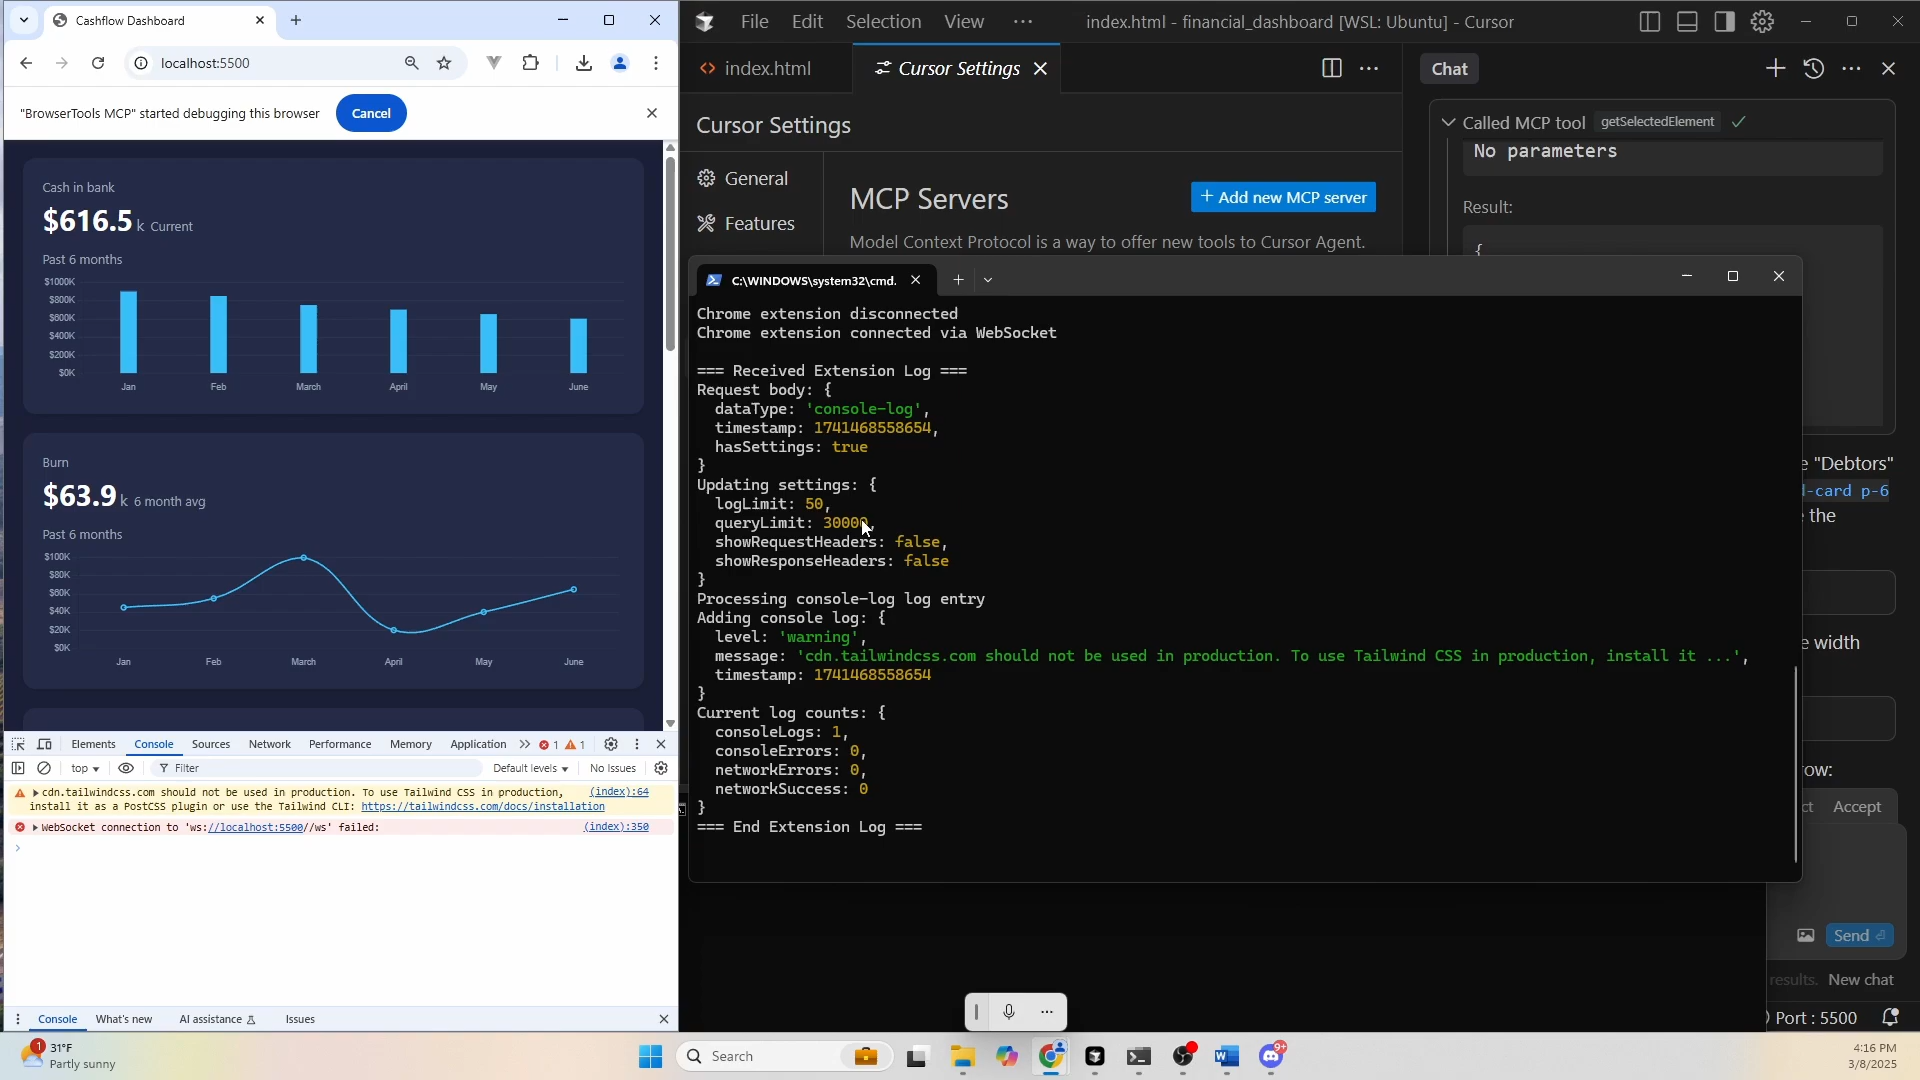 Cashflow Dashboard
localhost:5500
"BrowserTools MCP" started debugging this browser
Cancel
Cash in bank
$616.5 k Current
Past 6 months
$1000K
$800K
$600K
$400K
$200K
$0K
Jan Feb March April May June
Burn
$63.9 k 6 month avg
Past 6 months
$100K
$80K
$60K
$40K
$20K
$0K
Jan Feb March April May June
Elements Console Sources Network Performance Memory Application 1 1
top Filter Default levels No Issues
cdn.tailwindcss.com should not be used in production. To use Tailwind CSS in production, (index):64
install it as a PostCSS plugin or use the Tailwind CLI: https://tailwindcss.com/docs/installation
WebSocket connection to 'ws://localhost:5500//ws' failed: (index):350
Console What's new AI assistance Issues
File Edit Selection View ··· index.html - financial_dashboard [WSL: Ubuntu] - Cursor
index.html Cursor Settings
Cursor Settings
General
Features
MCP Servers
+ Add new MCP server
Model Context Protocol is a way to offer new tools to Cursor Agent.
Chat
Called MCP tool getSelectedElement
No parameters
Result:
{
e "Debtors"
d-card p-6
e the
e width
ow:
ct Accept
Send
results. New chat
Port : 5500
C:\WINDOWS\system32\cmd.
Chrome extension disconnected
Chrome extension connected via WebSocket
=== Received Extension Log ===
Request body: {
dataType: 'console-log',
timestamp: 1741468558654,
hasSettings: true
}
Updating settings: {
logLimit: 50,
queryLimit: 30000,
showRequestHeaders: false,
showResponseHeaders: false
}
Processing console-log log entry
Adding console log: {
level: 'warning',
message: 'cdn.tailwindcss.com should not be used in production. To use Tailwind CSS in production, install it ...',
timestamp: 1741468558654
}
Current log counts: {
consoleLogs: 1,
consoleErrors: 0,
networkErrors: 0,
networkSuccess: 0
}
=== End Extension Log ===
1
31°F
Partly sunny
Search
9+
4:16 PM
3/8/2025